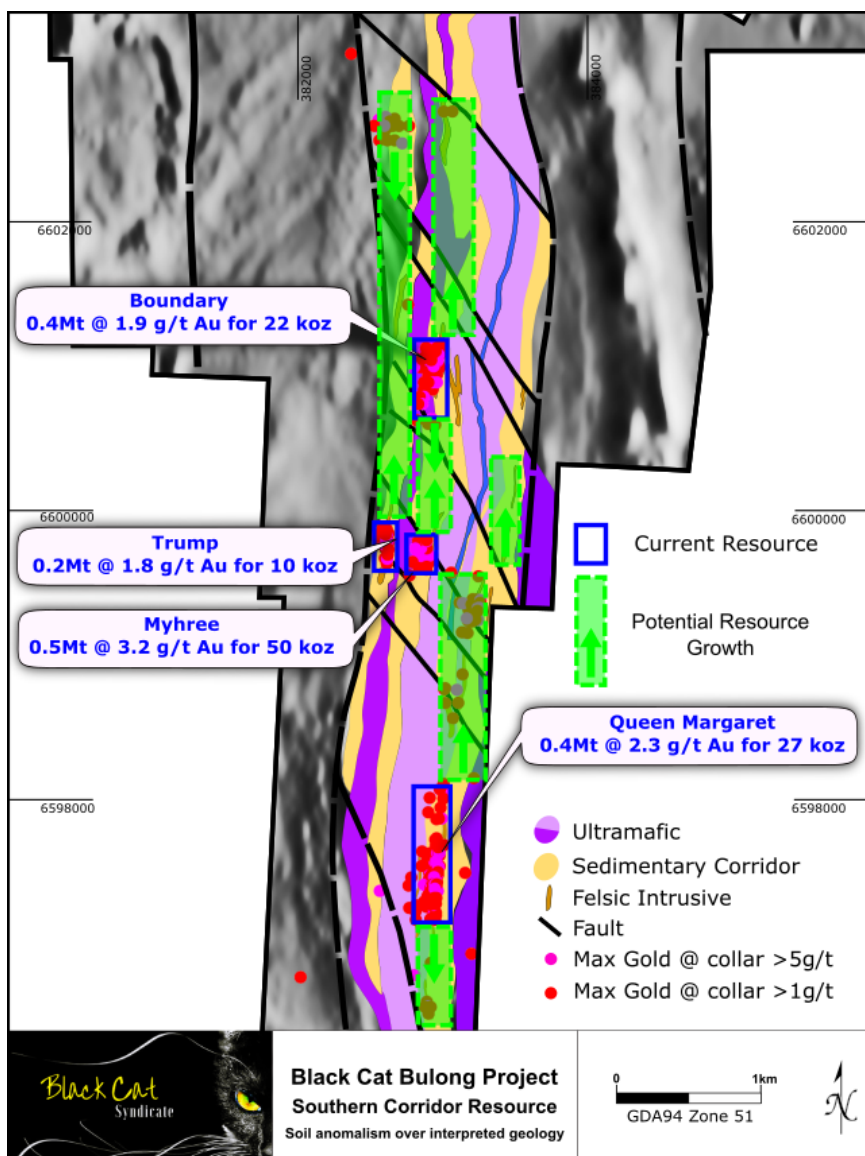 382000
384000
6602000
6602000
Boundary
0.4Mt @ 1.9 g/t Au for 22 koz
6600000
6600000
Trump
0.2Mt @ 1.8 g/t Au for 10 koz
Current Resource
Myhree
0.5Mt @ 3.2 g/t Au for 50 koz
Potential Resource
Growth
Queen Margaret
0.4Mt @ 2.3 g/t Au for 27 koz
6598000
6598000
Ultramafic
Sedimentary Corridor
Felsic Intrusive
Fault
Max Gold @ collar >5g/t
Max Gold @ collar >1g/t
Black Cat
Syndicate
Black Cat Bulong Project
Southern Corridor Resource
Soil anomalism over interpreted geology
0 1km
GDA94 Zone 51
N